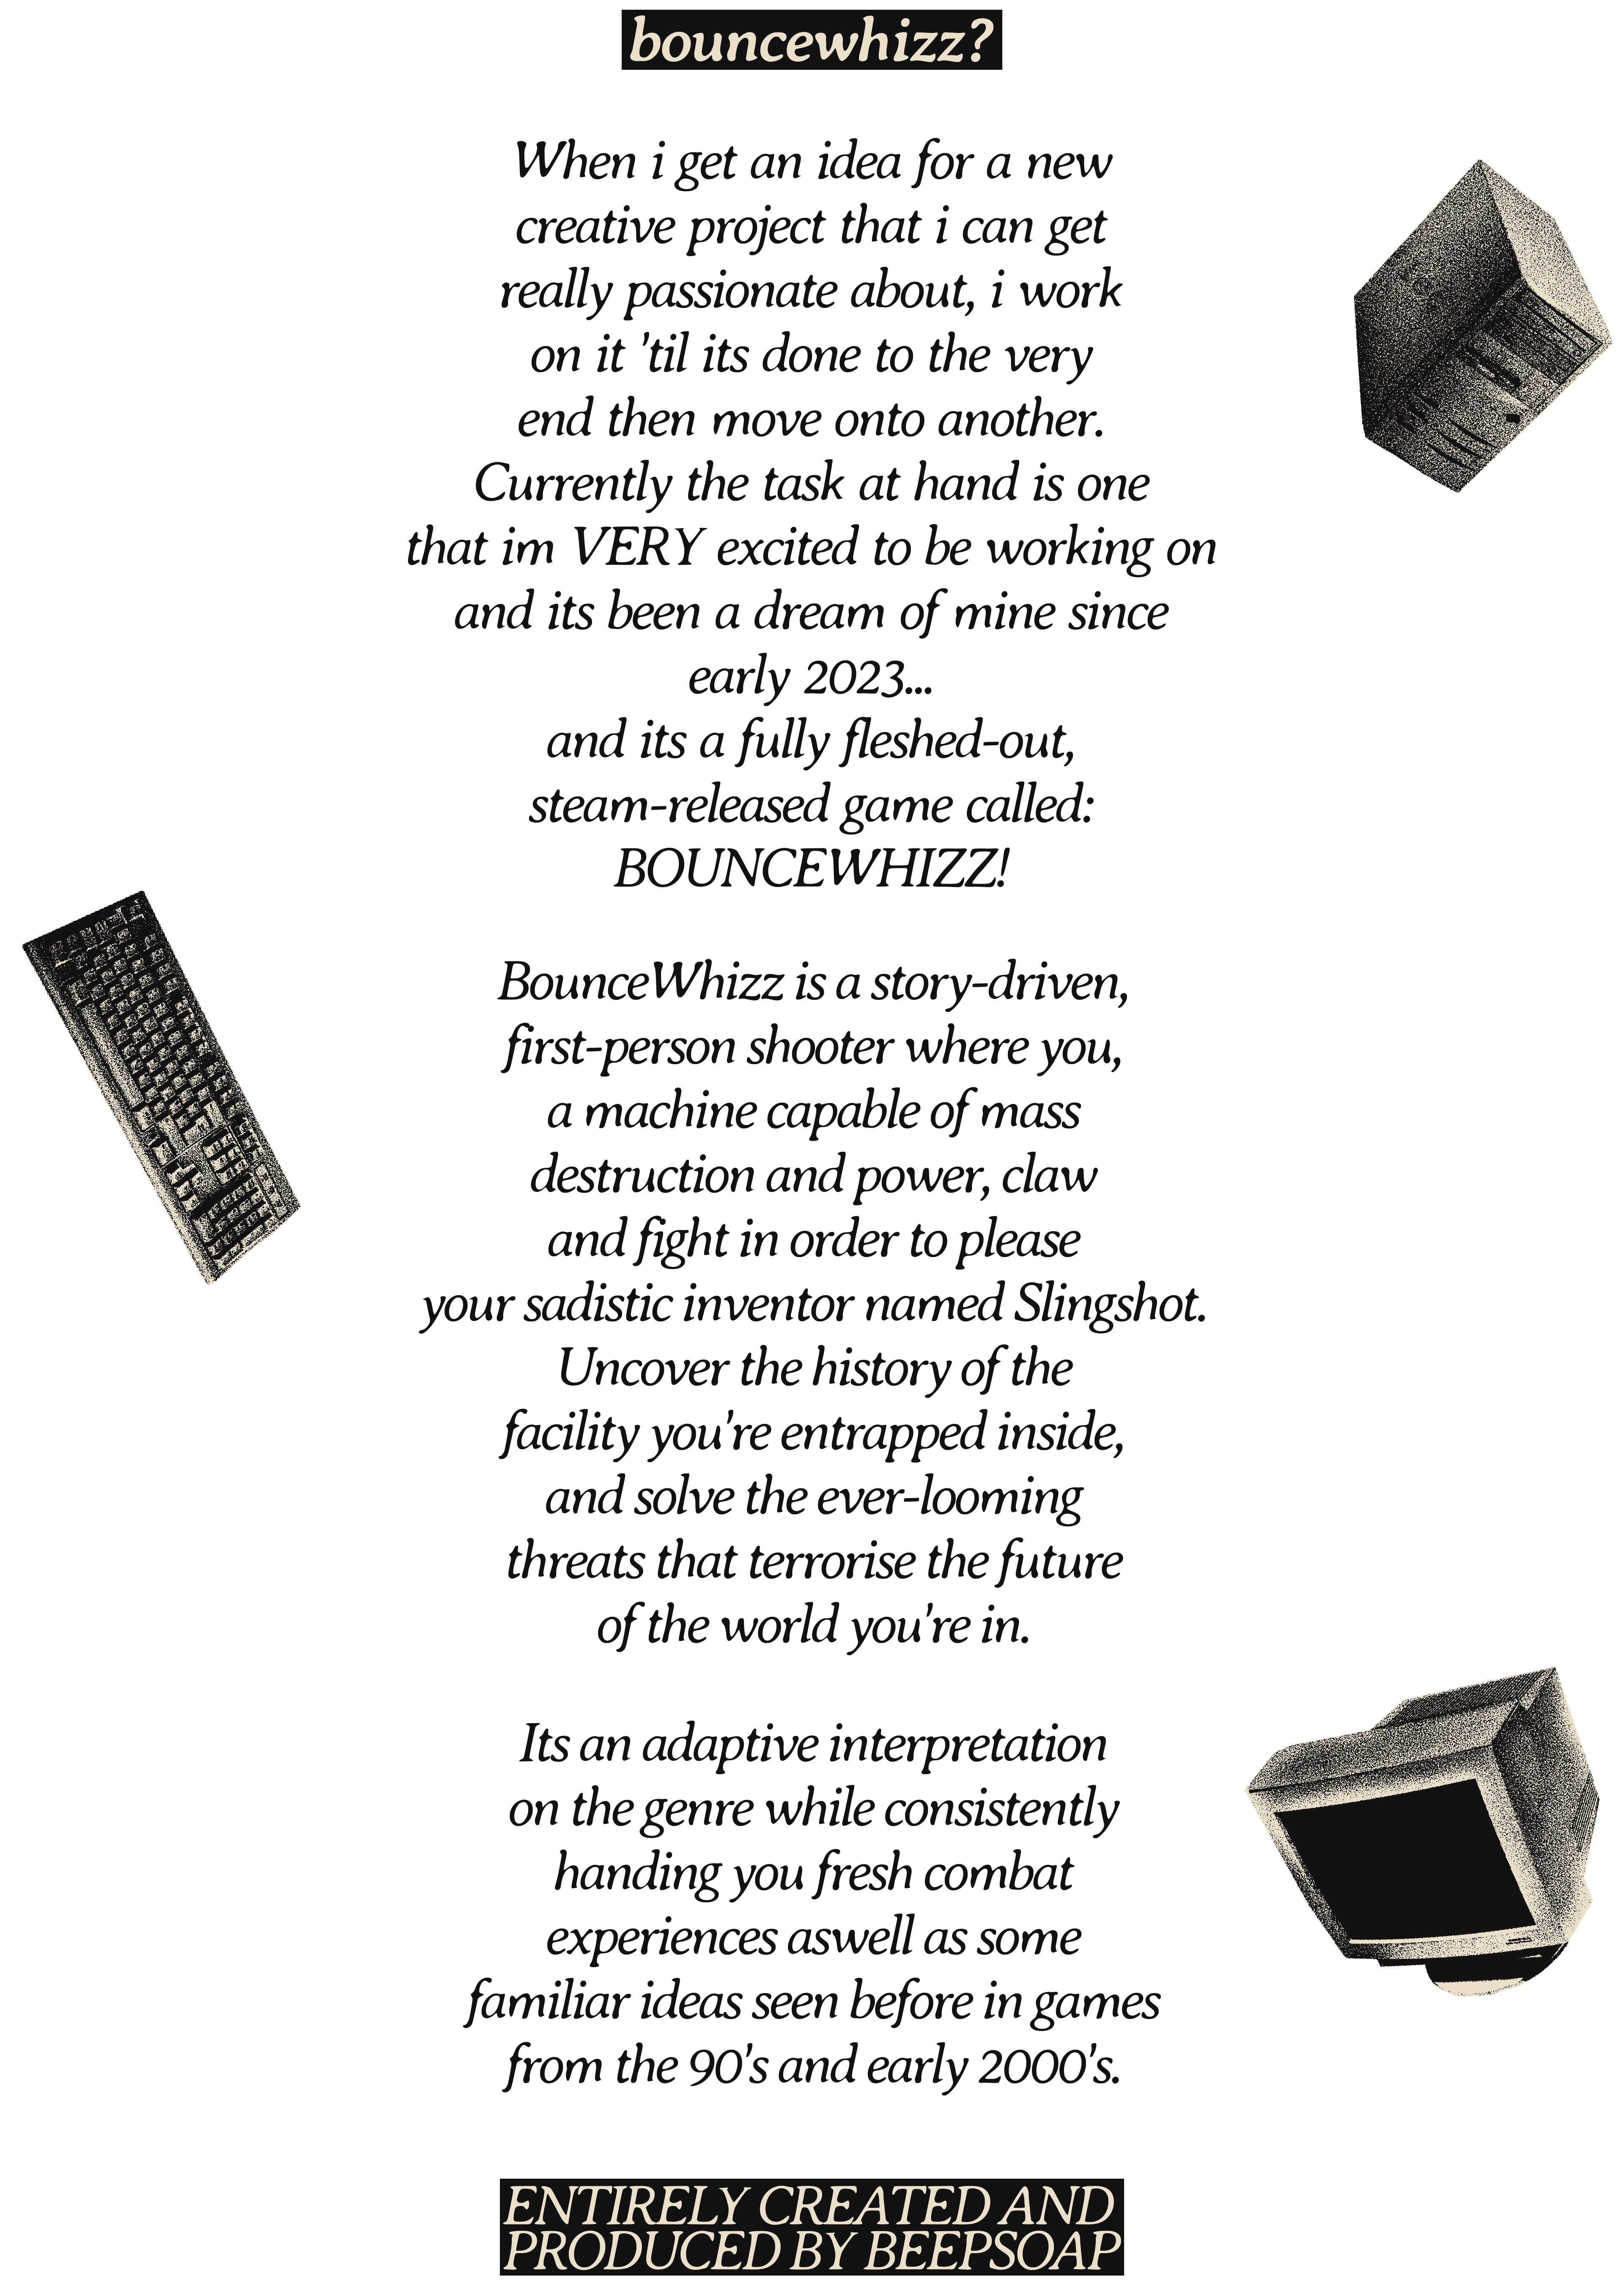 bouncewhizz?
When i get an idea for a new
creative project that i can get
really passionate about, i work
on it 'til its done to the very
end then move onto another.
Currently the task at hand is one
that im VERY excited to be working on
and its been a dream of mine since
early 2023...
and its a fully fleshed-out,
steam-released game called:
BOUNCEWHIZZ!
BounceWhizz is a story-driven,
first-person shooter where you,
a machine capable of mass
destruction and power, claw
and fight in order to please
your sadistic inventor named Slingshot.
Uncover the history of the
facility you're entrapped inside,
and solve the ever-looming
threats that terrorise the future
of the world you're in.
Its an adaptive interpretation
on the genre while consistently
handing you fresh combat
experiences aswell as some
familiar ideas seen before in games
from the 90's and early 2000's.
ENTIRELY CREATED AND
PRODUCED BY BEEPSOAP